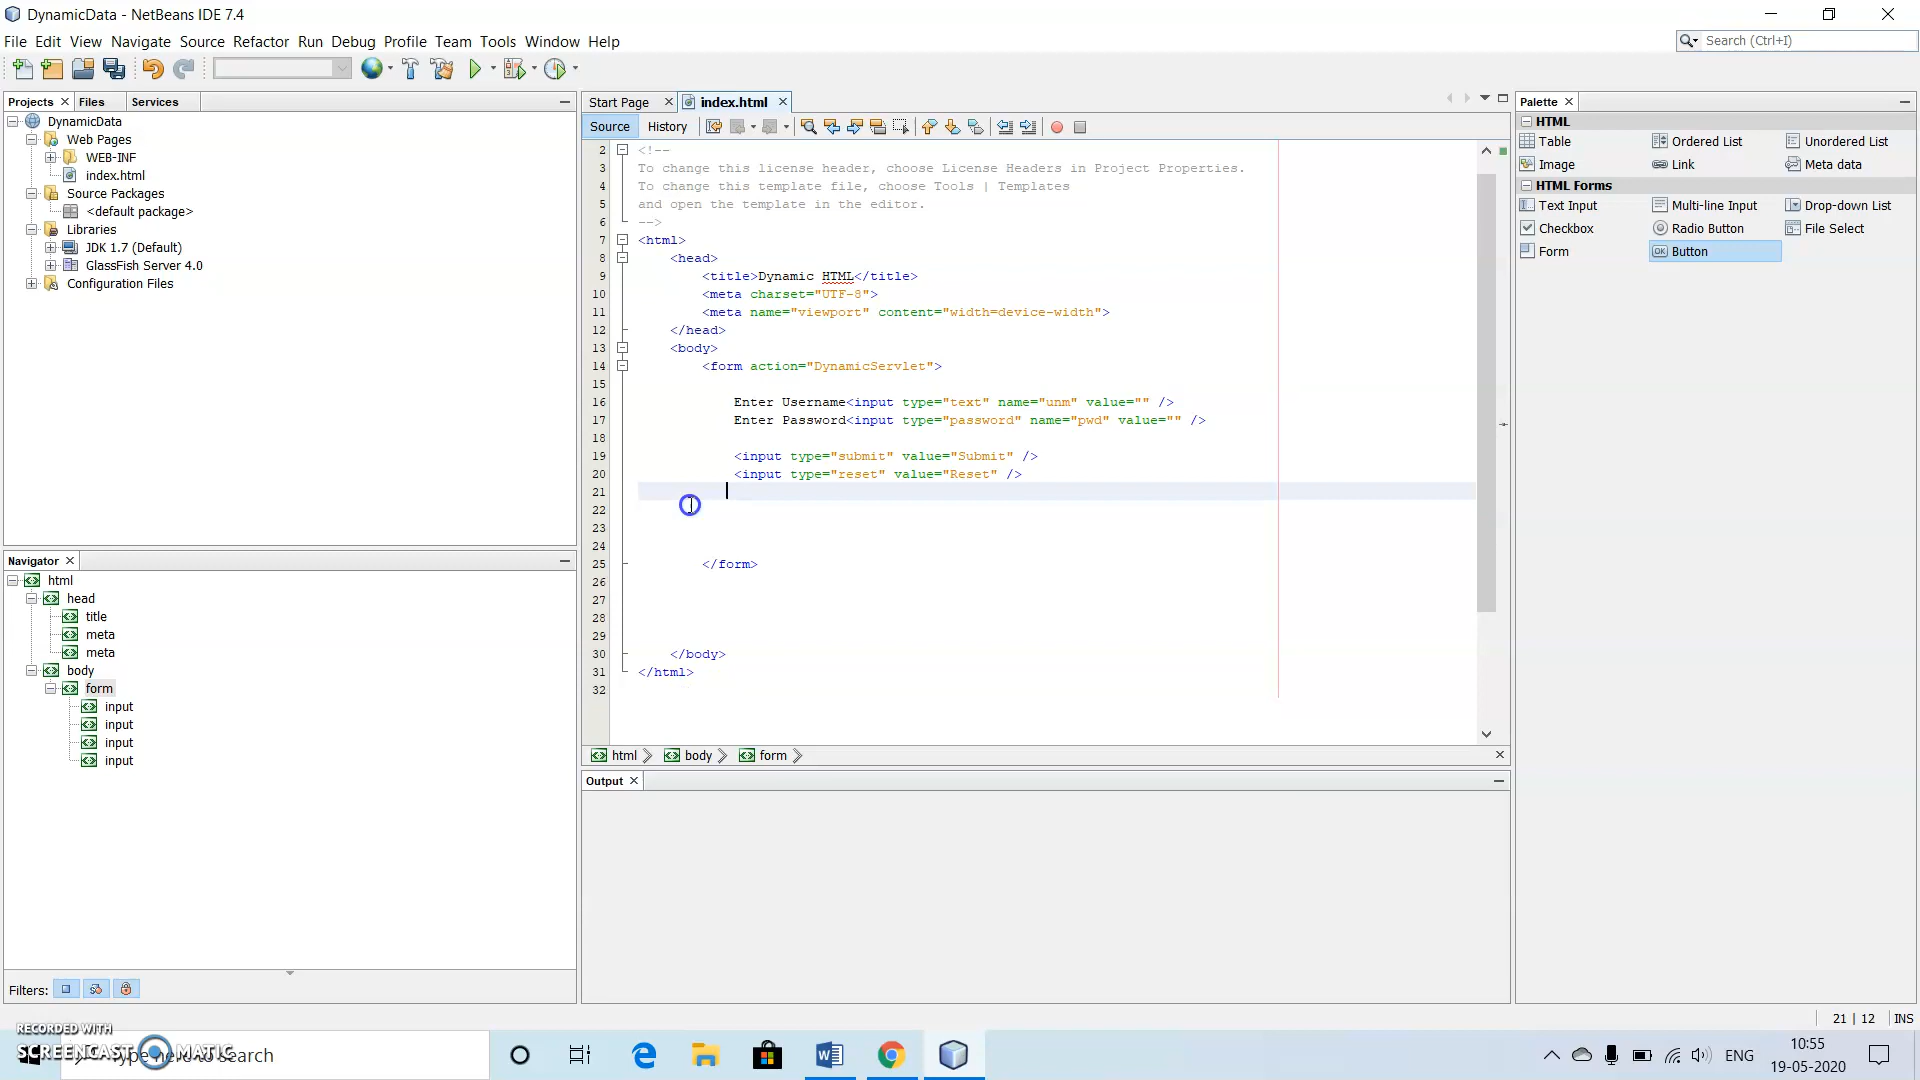 DynamicData - NetBeans IDE 7.4
File Edit View Navigate Source Refactor Run Debug Profile Team Tools Window Help
Search (Ctrl+I)
Projects Files Services
DynamicData
Web Pages
WEB-INF
index.html
Source Packages
<default package>
Libraries
JDK 1.7 (Default)
GlassFish Server 4.0
Configuration Files
Navigator
html
head
title
meta
meta
body
form
input
input
input
input
Filters:
Start Page index.html
Source History
2 <!--
3 To change this license header, choose License Headers in Project Properties.
4 To change this template file, choose Tools | Templates
5 and open the template in the editor.
6 -->
7 <html>
8 <head>
9 <title>Dynamic HTML</title>
10 <meta charset="UTF-8">
11 <meta name="viewport" content="width=device-width">
12 </head>
13 <body>
14 <form action="DynamicServlet">
15
16 Enter Username<input type="text" name="unm" value="" />
17 Enter Password<input type="password" name="pwd" value="" />
18
19 <input type="submit" value="Submit" />
20 <input type="reset" value="Reset" />
21
22
23
24
25 </form>
26
27
28
29
30 </body>
31 </html>
32
html body form
Output
Palette
HTML
Table Ordered List Unordered List
Image Link Meta data
HTML Forms
Text Input Multi-line Input Drop-down List
Checkbox Radio Button File Select
Form Button
21 | 12 INS
RECORDED WITH
SCREENCAST MATIC
Type here to search
ENG
10:55
19-05-2020